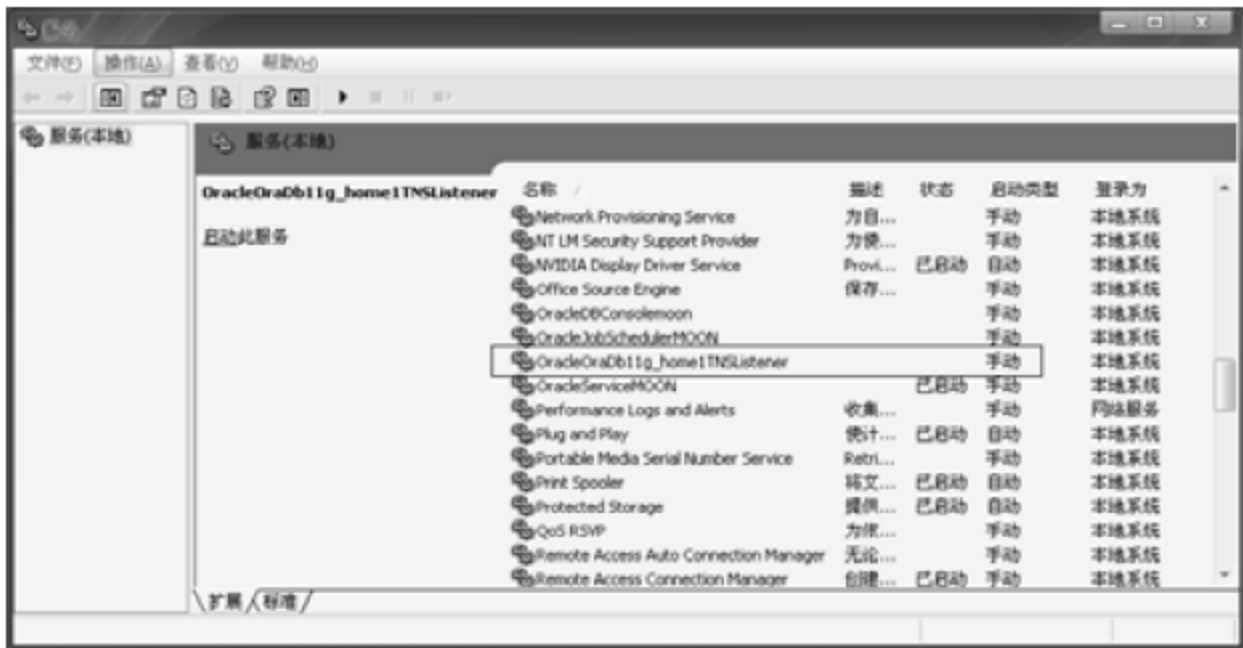 服务
文件(F) 操作(A) 查看(V) 帮助(H)
服务(本地)
服务(本地)
OracleOraDb11g_home1TNSListener
启动此服务
名称 描述 状态 启动类型 登录为
Network Provisioning Service 为自... 手动 本地系统
NT LM Security Support Provider 为使... 手动 本地系统
NVIDIA Display Driver Service Provi... 已启动 自动 本地系统
Office Source Engine 保存... 手动 本地系统
OracleDBConsolemoon 手动 本地系统
OracleJobSchedulerMOON 手动 本地系统
OracleOraDb11g_home1TNSListener 手动 本地系统
OracleServiceMOON 已启动 手动 本地系统
Performance Logs and Alerts 收集... 手动 网络服务
Plug and Play 使计... 已启动 自动 本地系统
Portable Media Serial Number Service Retri... 手动 本地系统
Print Spooler 将文... 已启动 自动 本地系统
Protected Storage 提供... 已启动 自动 本地系统
QoS RSVP 为依... 手动 本地系统
Remote Access Auto Connection Manager 无论... 手动 本地系统
Remote Access Connection Manager 创建... 已启动 手动 本地系统
扩展 标准